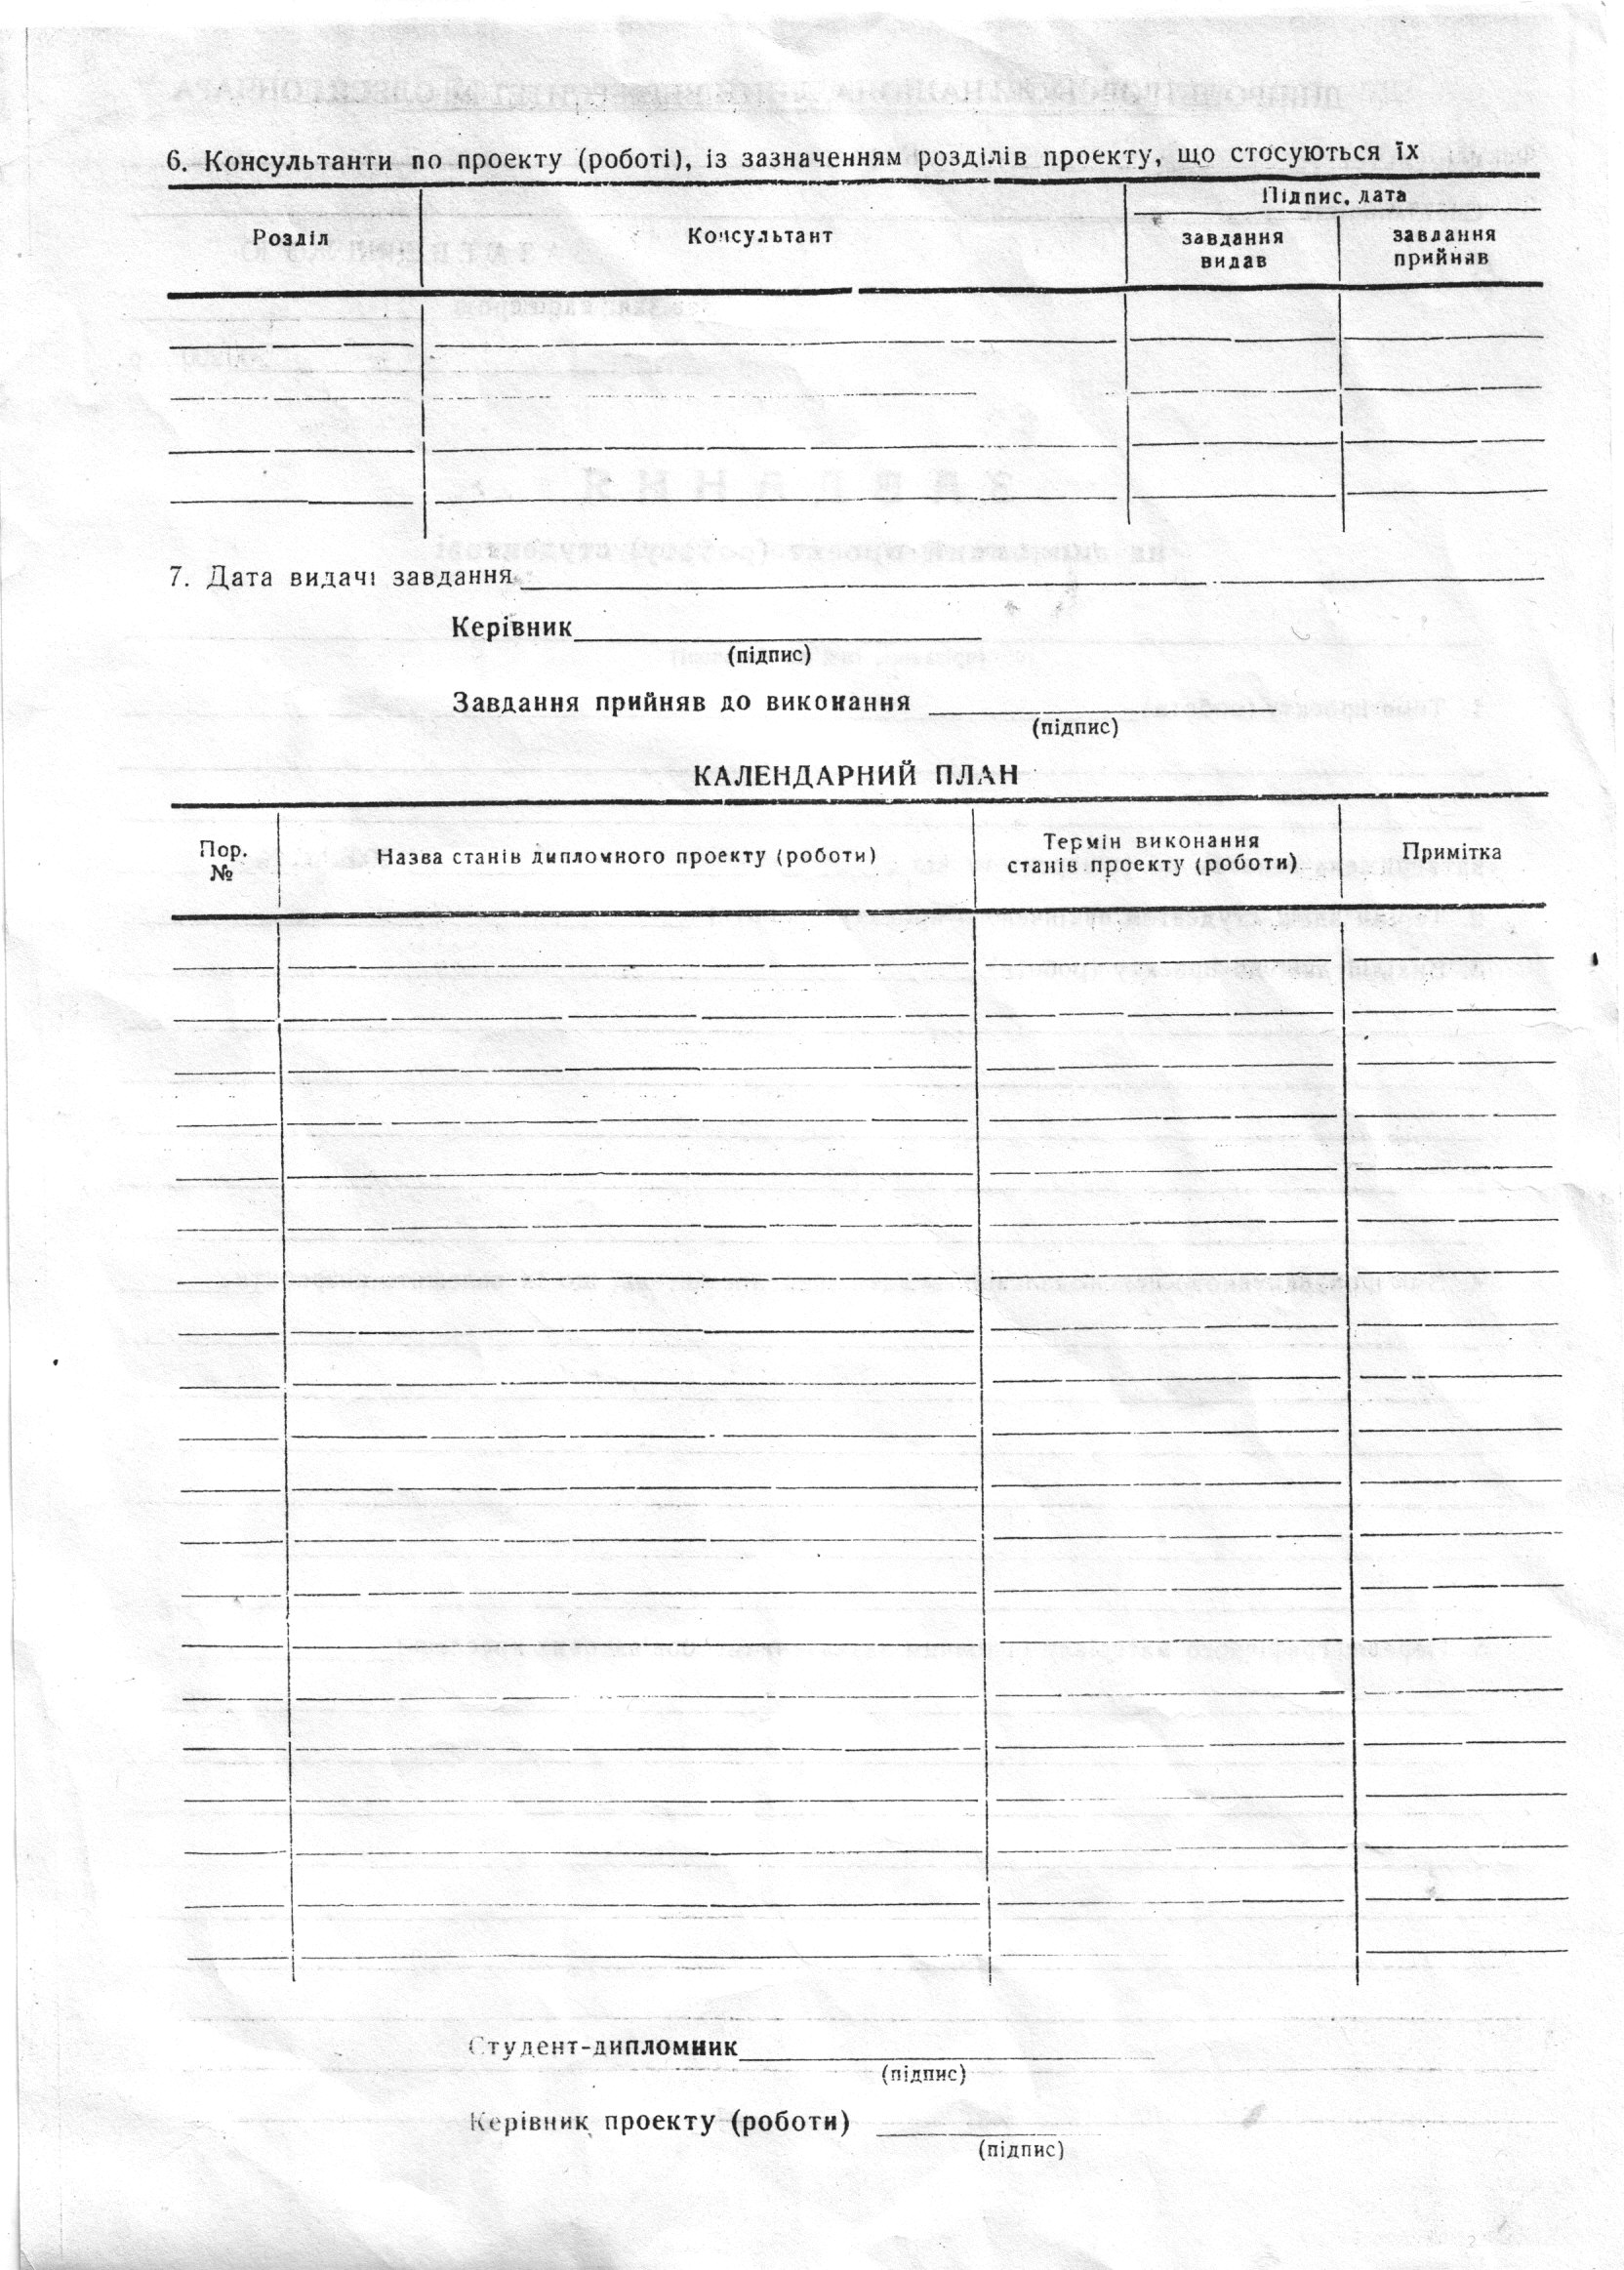 6. Консультанти по проекту (роботі), із зазначенням розділів проекту, що стосуються їх
Розділ
Консультант
Підпис, дата
завдання
видав
завдання
прийняв
7. Дата видачі завдання
Керівник
(підпис)
Завдання прийняв до виконання
(підпис)
КАЛЕНДАРНИЙ ПЛАН
Пор.
№
Назва станів дипломного проекту (роботи)
Термін виконання
станів проекту (роботи)
Примітка
Студент-дипломник
(підпис)
Керівник проекту (роботи)
(підпис)